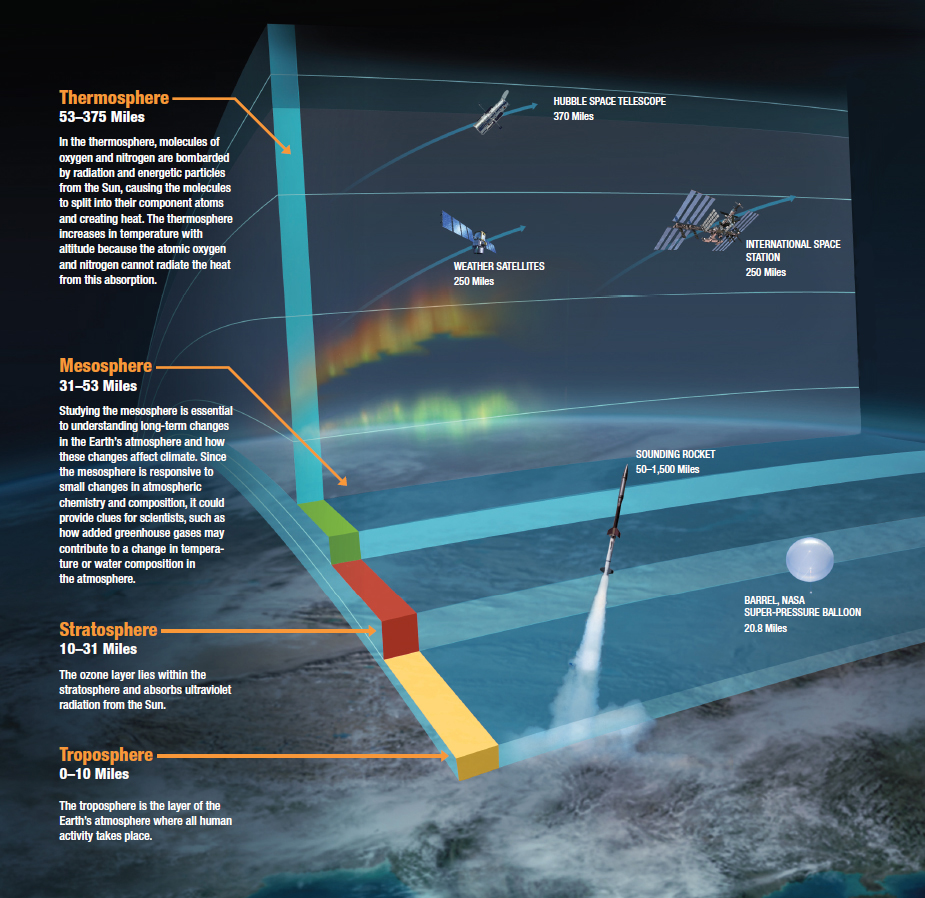 Thermosphere
53–375 Miles
In the thermosphere, molecules of
oxygen and nitrogen are bombarded
by radiation and energetic particles
from the Sun, causing the molecules
to split into their component atoms
and creating heat. The thermosphere
increases in temperature with
altitude because the atomic oxygen
and nitrogen cannot radiate the heat
from this absorption.
HUBBLE SPACE TELESCOPE
370 Miles
WEATHER SATELLITES
250 Miles
INTERNATIONAL SPACE
STATION
250 Miles
Mesosphere
31–53 Miles
Studying the mesosphere is essential
to understanding long-term changes
in the Earth's atmosphere and how
these changes affect climate. Since
the mesosphere is responsive to
small changes in atmospheric
chemistry and composition, it could
provide clues for scientists, such as
how added greenhouse gases may
contribute to a change in tempera-
ture or water composition in
the atmosphere.
SOUNDING ROCKET
50–1,500 Miles
BARREL, NASA
SUPER-PRESSURE BALLOON
20.8 Miles
Stratosphere
10–31 Miles
The ozone layer lies within the
stratosphere and absorbs ultraviolet
radiation from the Sun.
Troposphere
0–10 Miles
The troposphere is the layer of the
Earth's atmosphere where all human
activity takes place.